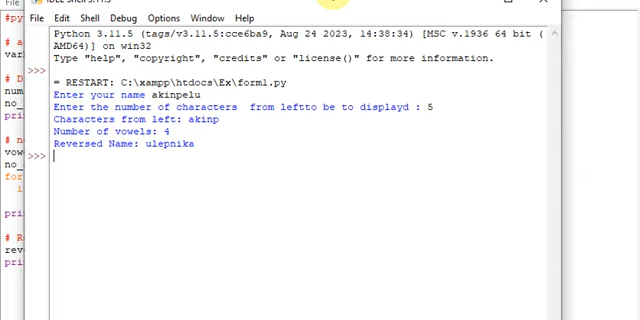 File Edit Shell Debug Options Window Help
Python 3.11.5 (tags/v3.11.5:cce6ba9, Aug 24 2023, 14:38:34) [MSC v.1936 64 bit (
AMD64)] on win32
Type "help", "copyright", "credits" or "license()" for more information.
>>>
= RESTART: C:\xampp\htdocs\Ex\form1.py
Enter your name akinpelu
Enter the number of characters  from leftto be to displayd : 5
Characters from left: akinp
Number of vowels: 4
Reversed Name: ulepnika
>>>